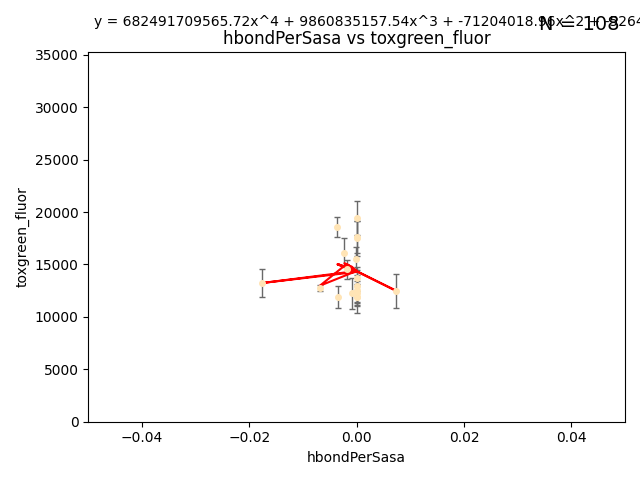 y = 682491709565.72x^4 + 9860835157.54x^3 + -71204018.96x^2 + -8264
N = 108
hbondPerSasa vs toxgreen_fluor
35000
30000
25000
20000
15000
10000
5000
0
toxgreen_fluor
−0.04
−0.02
0.00
0.02
0.04
hbondPerSasa